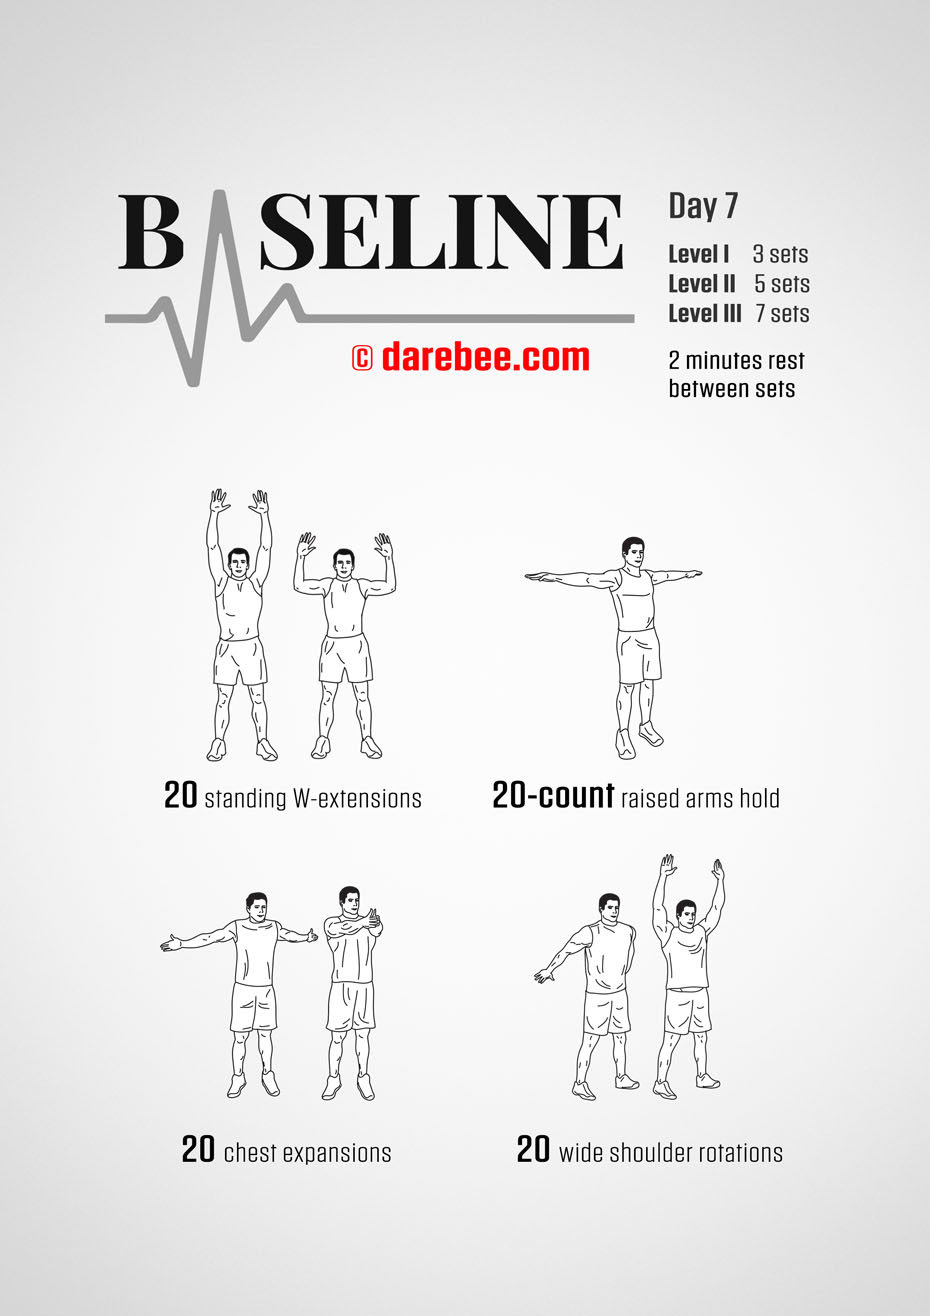 BASELINE
© darebee.com
Day 7
Level I 3 sets
Level II 5 sets
Level III 7 sets
2 minutes rest
between sets
20 standing W-extensions
20-count raised arms hold
20 chest expansions
20 wide shoulder rotations